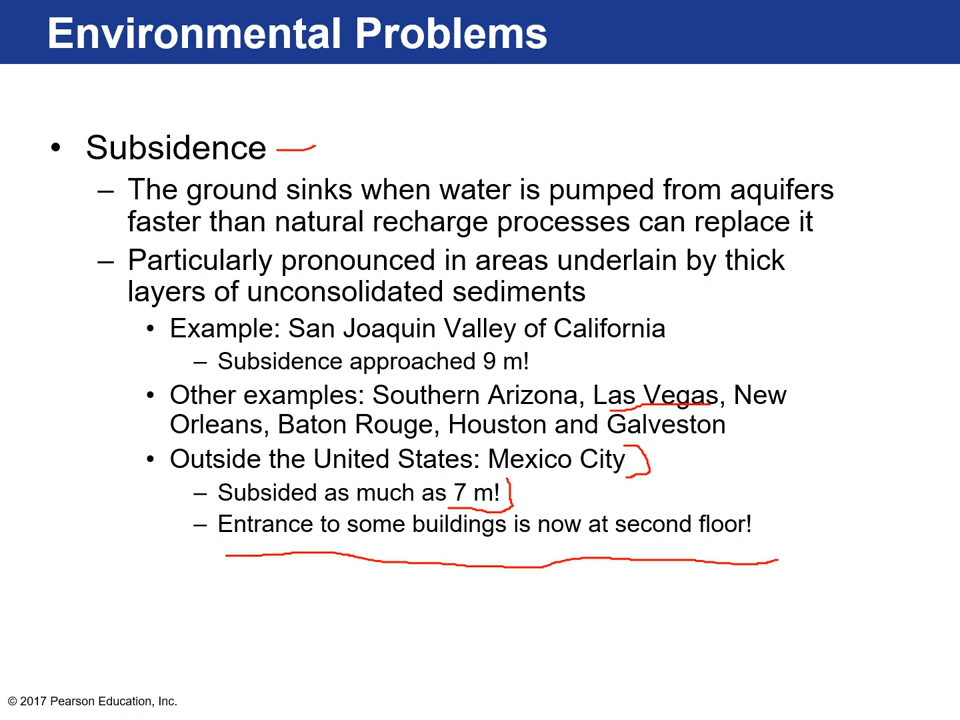 Environmental Problems
• Subsidence
– The ground sinks when water is pumped from aquifers
faster than natural recharge processes can replace it
– Particularly pronounced in areas underlain by thick
layers of unconsolidated sediments
• Example: San Joaquin Valley of California
– Subsidence approached 9 m!
• Other examples: Southern Arizona, Las Vegas, New
Orleans, Baton Rouge, Houston and Galveston
• Outside the United States: Mexico City
– Subsided as much as 7 m!
– Entrance to some buildings is now at second floor!
© 2017 Pearson Education, Inc.